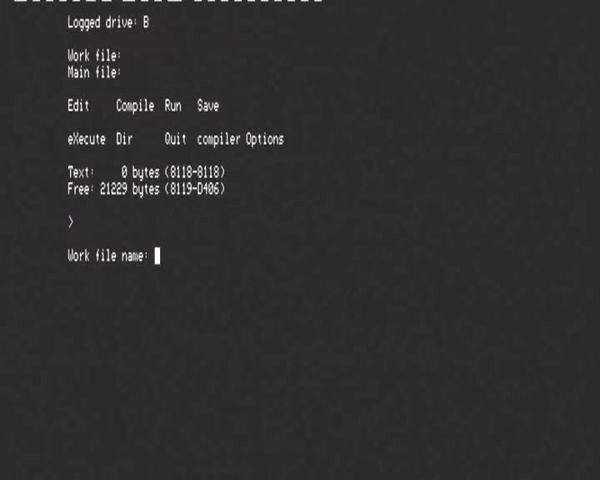 Logged drive: B
Work file:
Main file:
Edit Compile Run Save
eXecute Dir Quit compiler Options
Text: 0 bytes (8118-8118)
Free: 21229 bytes (8119-D406)
>
Work file name: